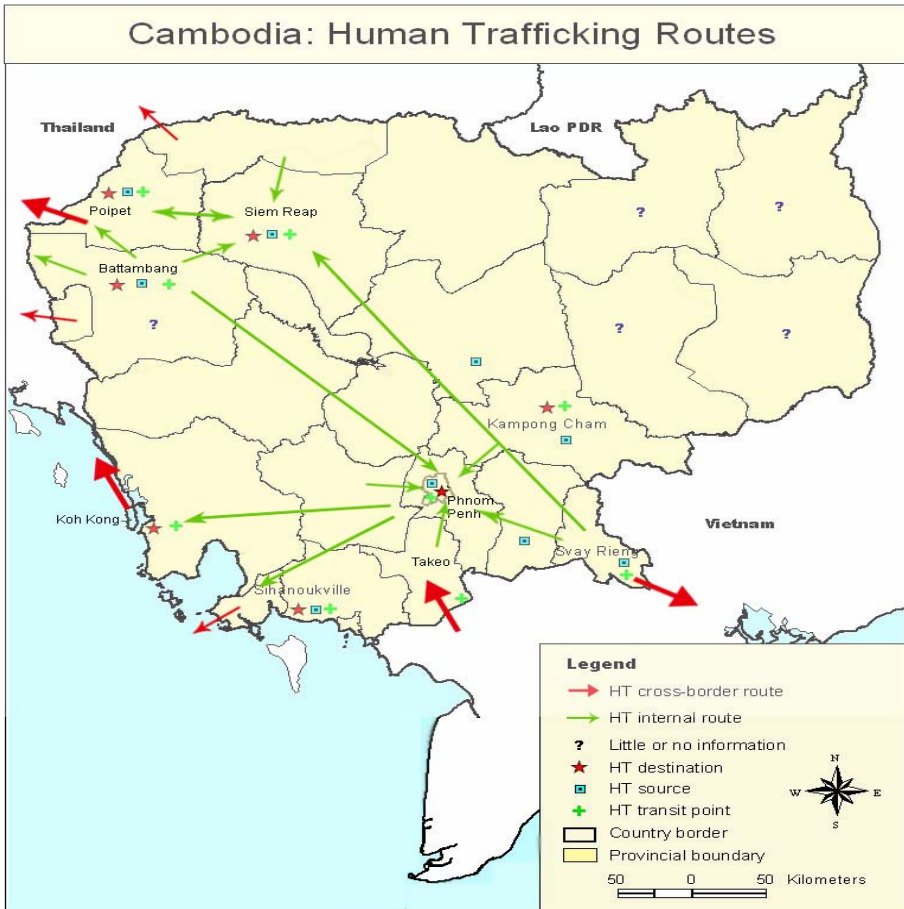 Cambodia: Human Trafficking Routes
Thailand
Lao PDR
?
?
Poipet
Siem Reap
Battambang
?
?
?
Kampong Cham
Phnom
Penh
Koh Kong
Vietnam
Svay Rieng
Takeo
Sihanoukville
Legend
HT cross-border route
HT internal route
? Little or no information
HT destination
HT source
HT transit point
Country border
Provincial boundary
N
W E
S
50 0 50 Kilometers